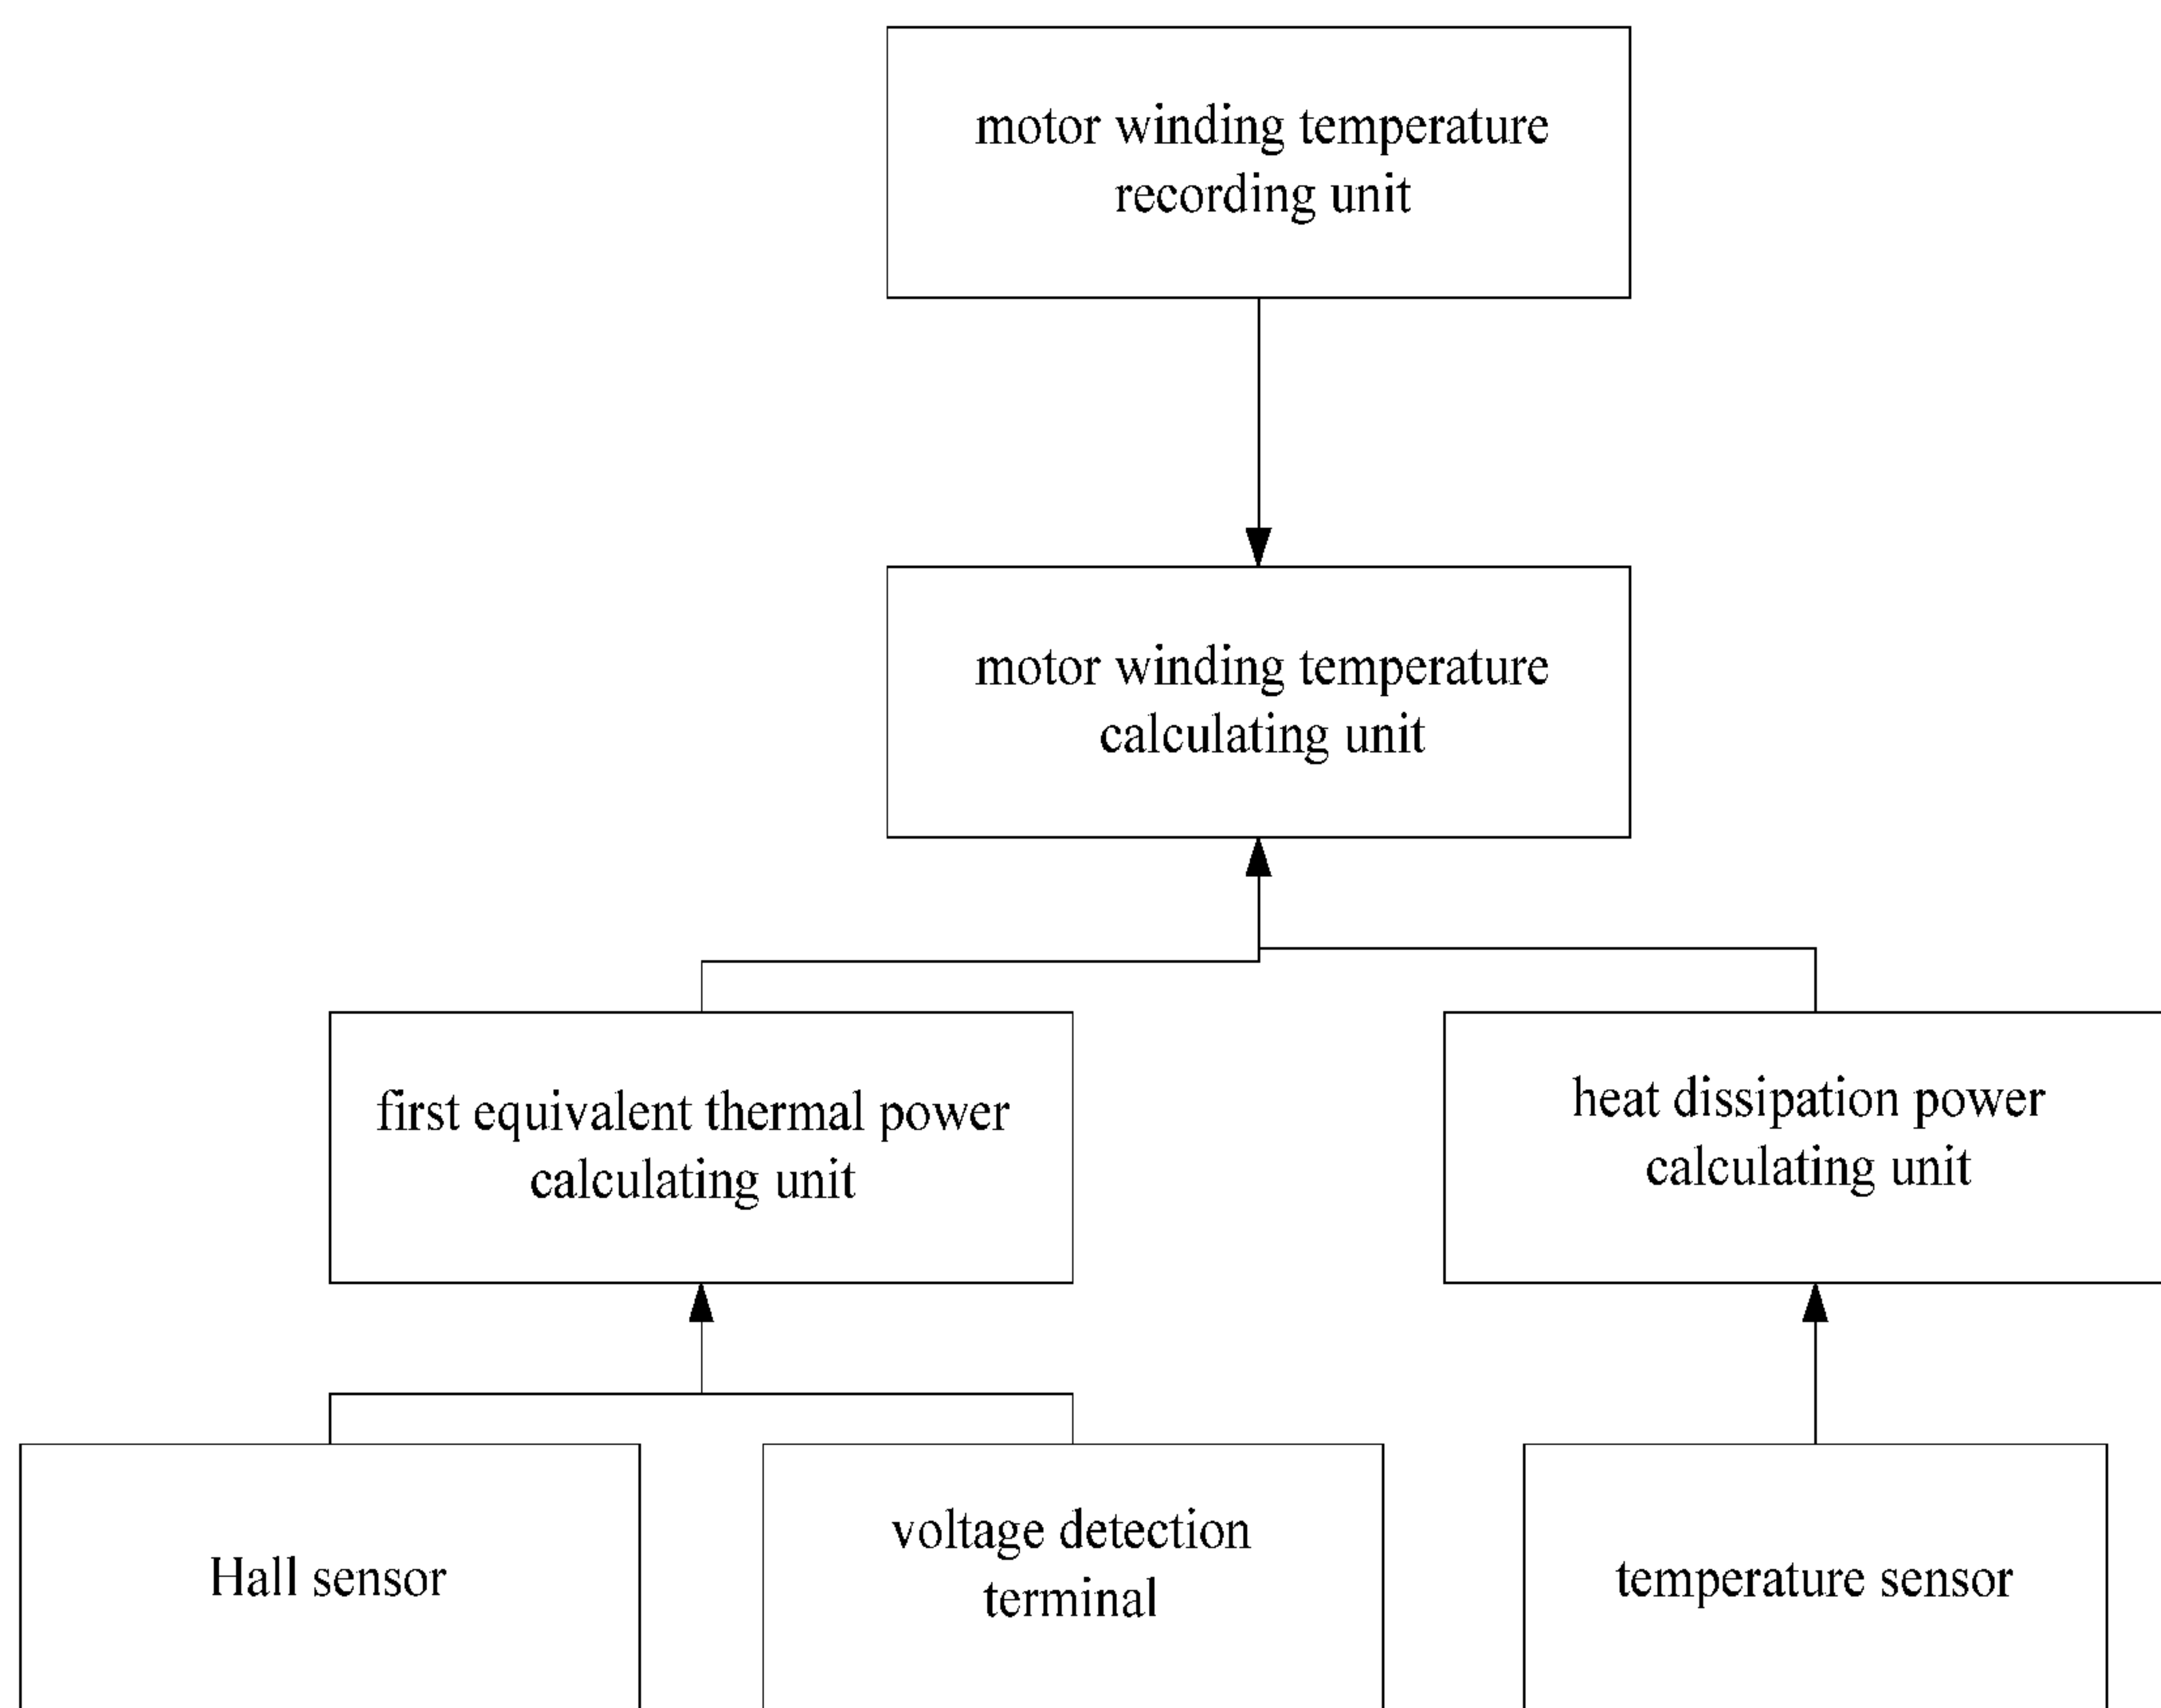 motor winding temperature
recording unit
motor winding temperature
calculating unit
first equivalent thermal power
calculating unit
heat dissipation power
calculating unit
Hall sensor
voltage detection
terminal
temperature sensor